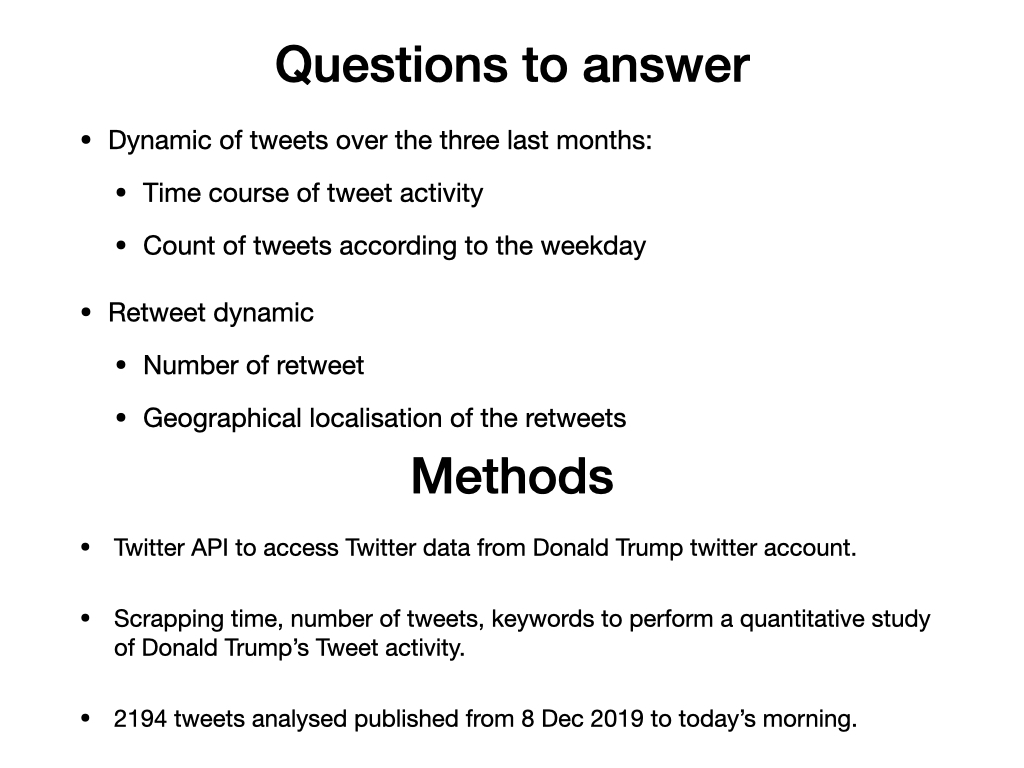 Questions to answer
• Dynamic of tweets over the three last months:
• Time course of tweet activity
• Count of tweets according to the weekday
• Retweet dynamic
• Number of retweet
• Geographical localisation of the retweets
Methods
• Twitter API to access Twitter data from Donald Trump twitter account.
• Scrapping time, number of tweets, keywords to perform a quantitative study
of Donald Trump’s Tweet activity.
• 2194 tweets analysed published from 8 Dec 2019 to today’s morning.